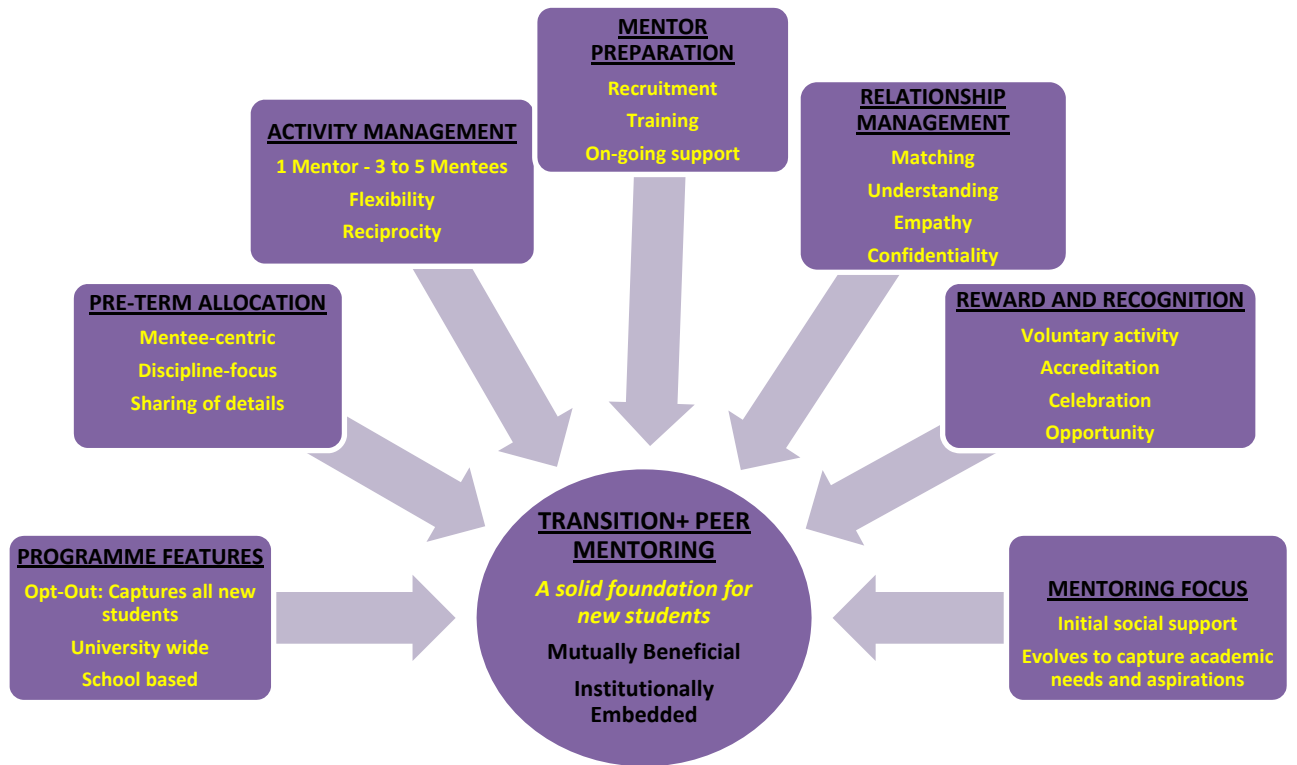 MENTOR
PREPARATION
Recruitment
Training
On-going support
ACTIVITY MANAGEMENT
1 Mentor - 3 to 5 Mentees
Flexibility
Reciprocity
RELATIONSHIP
MANAGEMENT
Matching
Understanding
Empathy
Confidentiality
PRE-TERM ALLOCATION
Mentee-centric
Discipline-focus
Sharing of details
REWARD AND RECOGNITION
Voluntary activity
Accreditation
Celebration
Opportunity
PROGRAMME FEATURES
Opt-Out: Captures all new
students
University wide
School based
TRANSITION+ PEER
MENTORING
A solid foundation for
new students
Mutually Beneficial
Institutionally
Embedded
MENTORING FOCUS
Initial social support
Evolves to capture academic
needs and aspirations